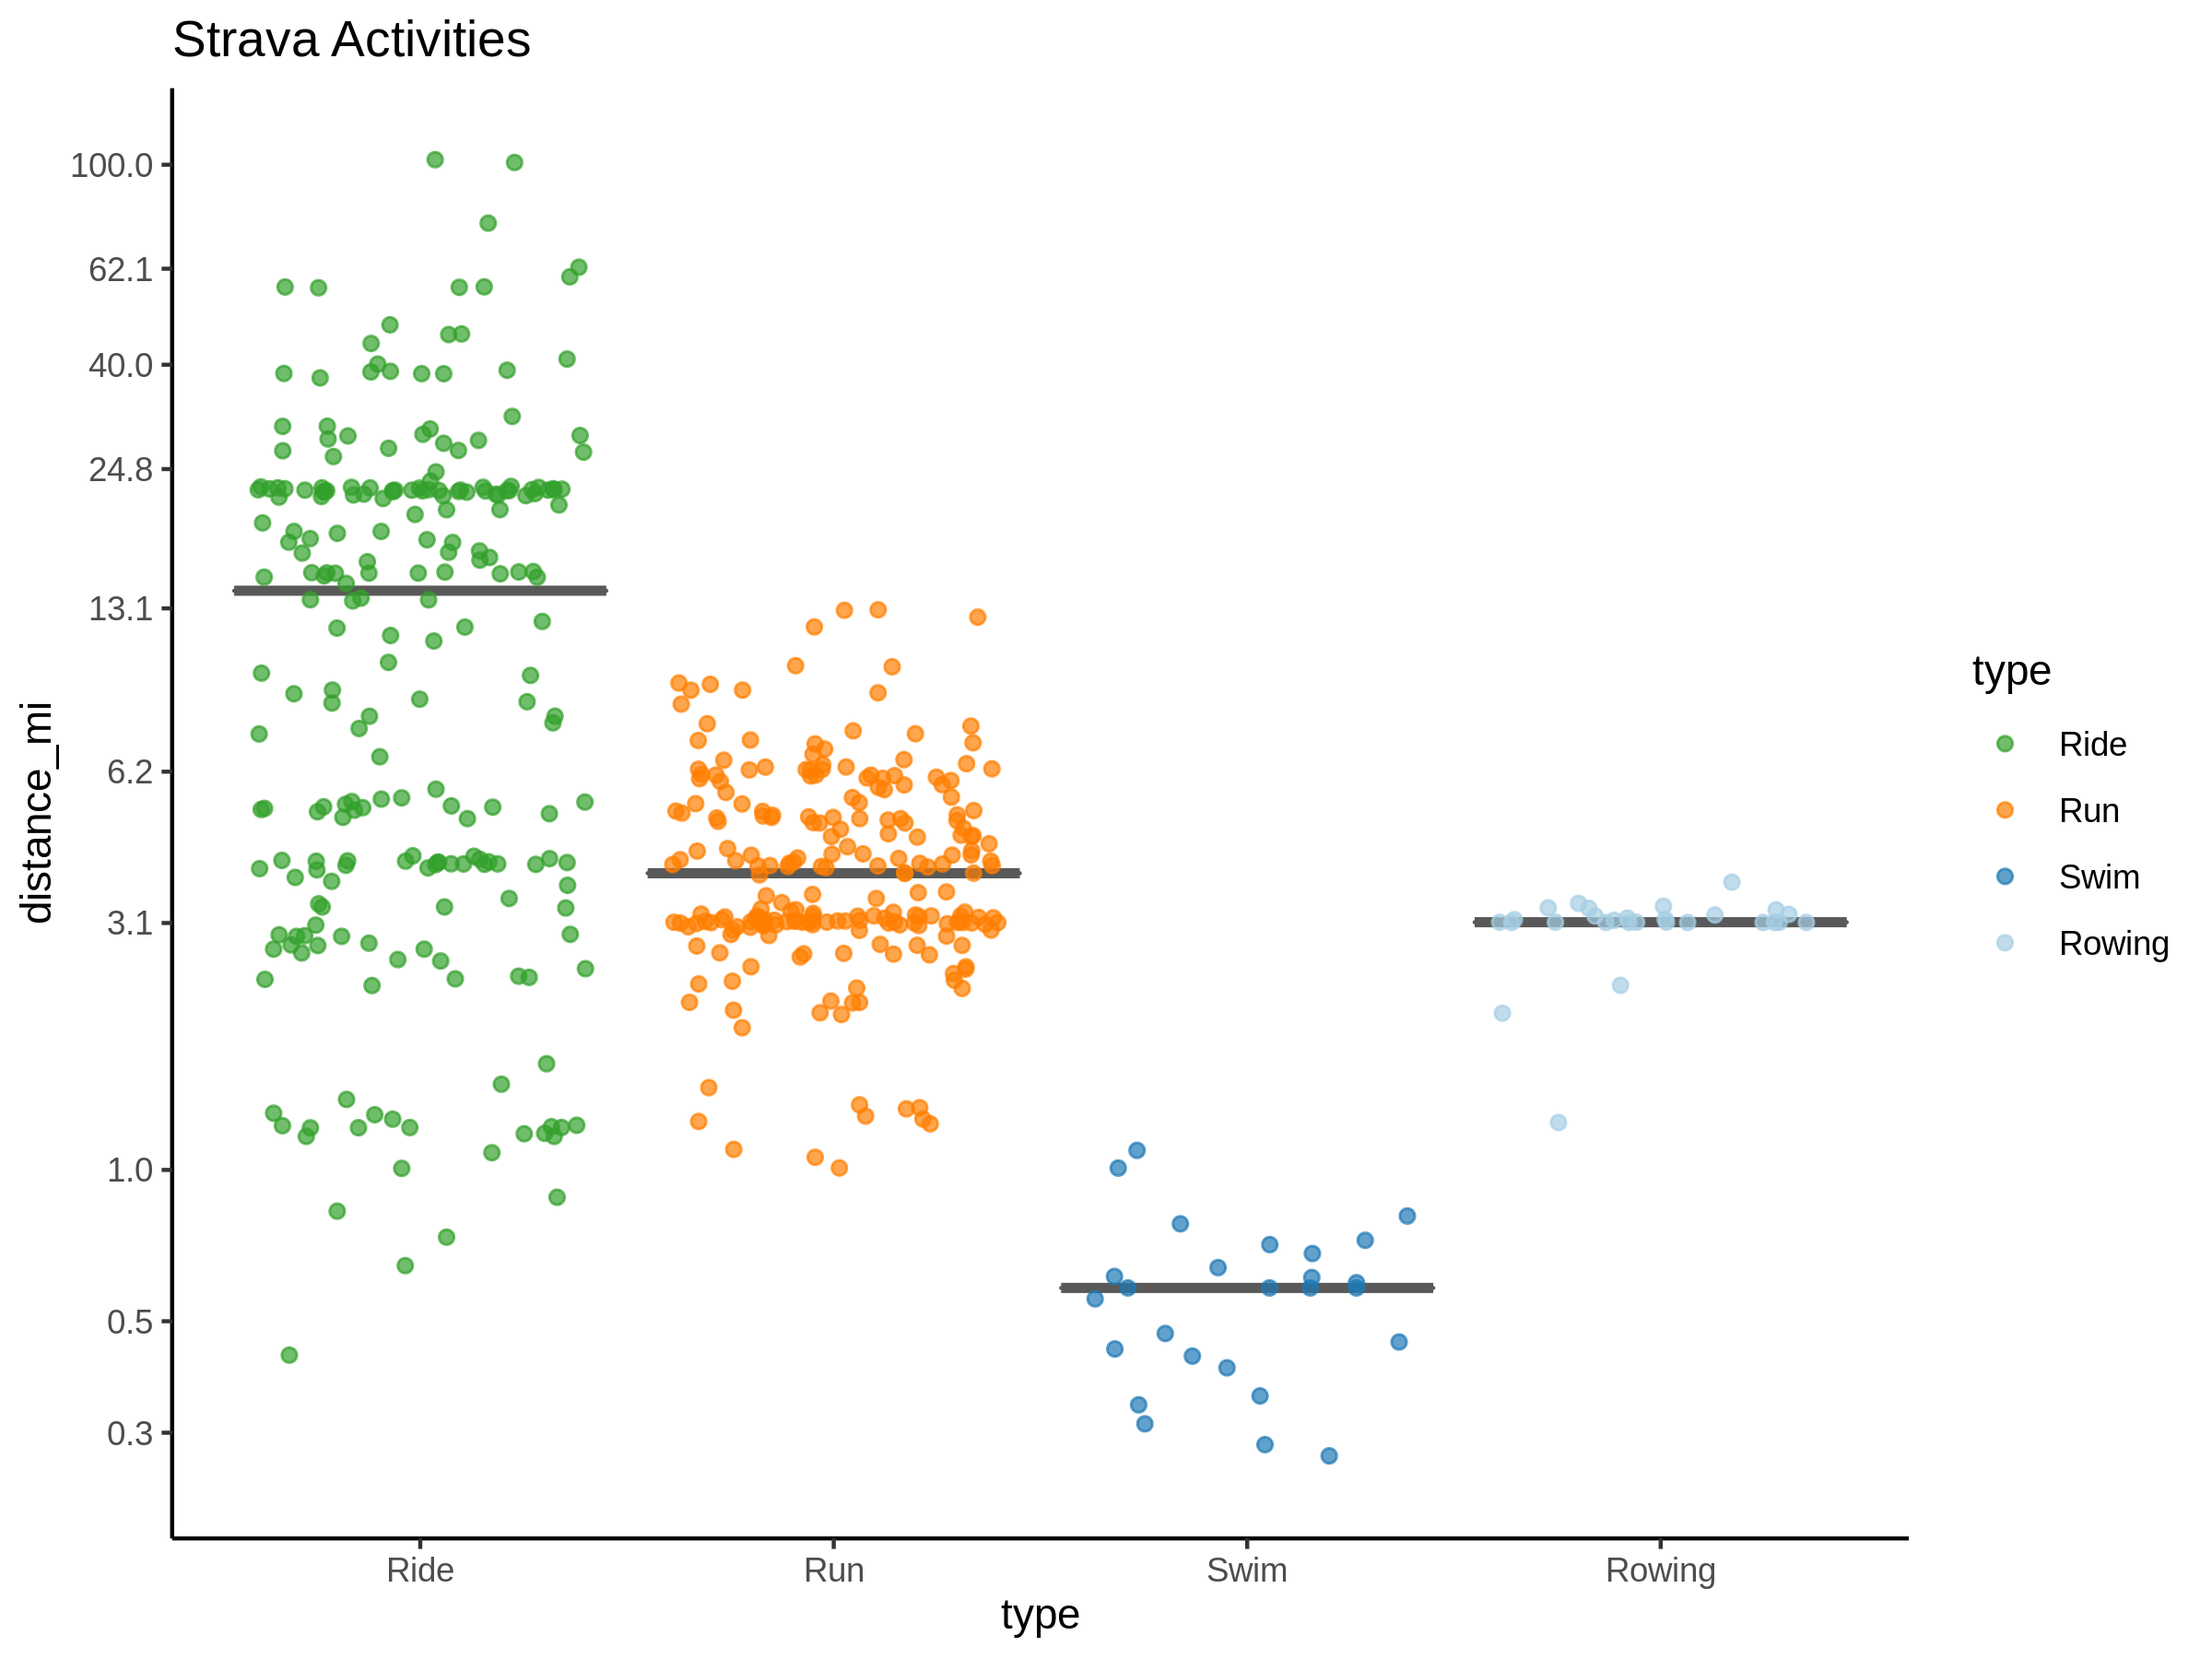 Strava Activities
distance_mi
100.0
62.1
40.0
24.8
13.1
6.2
3.1
1.0
0.5
0.3
Ride
Run
Swim
Rowing
type
type
Ride
Run
Swim
Rowing